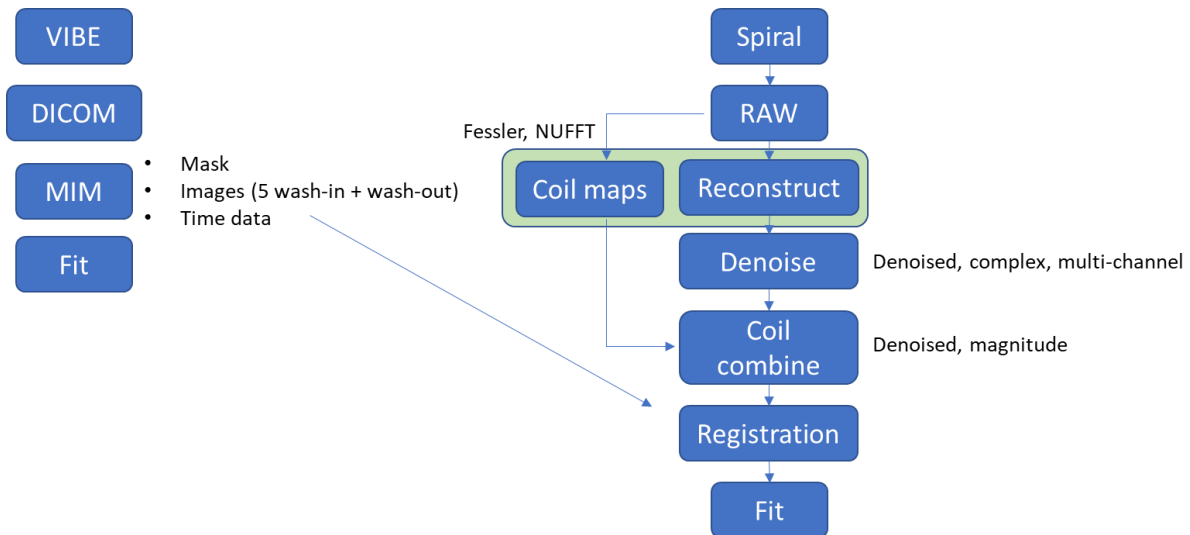 VIBE
DICOM
MIM
• Mask
• Images (5 wash-in + wash-out)
• Time data
Fit
Spiral
RAW
Fessler, NUFFT
Coil maps
Reconstruct
Denoise
Denoised, complex, multi-channel
Coil
combine
Denoised, magnitude
Registration
Fit